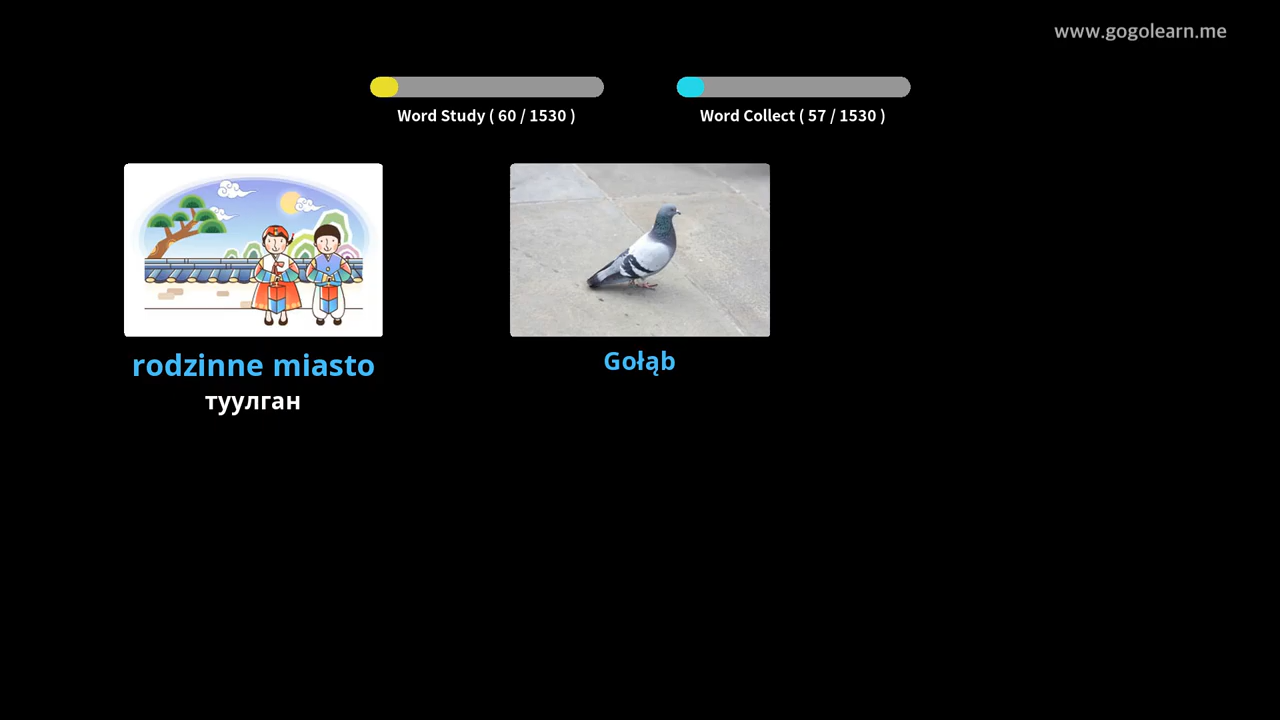 www.gogolearn.me
Word Study ( 60 / 1530 )
Word Collect ( 57 / 1530 )
rodzinne miasto
туулган
Gołąb